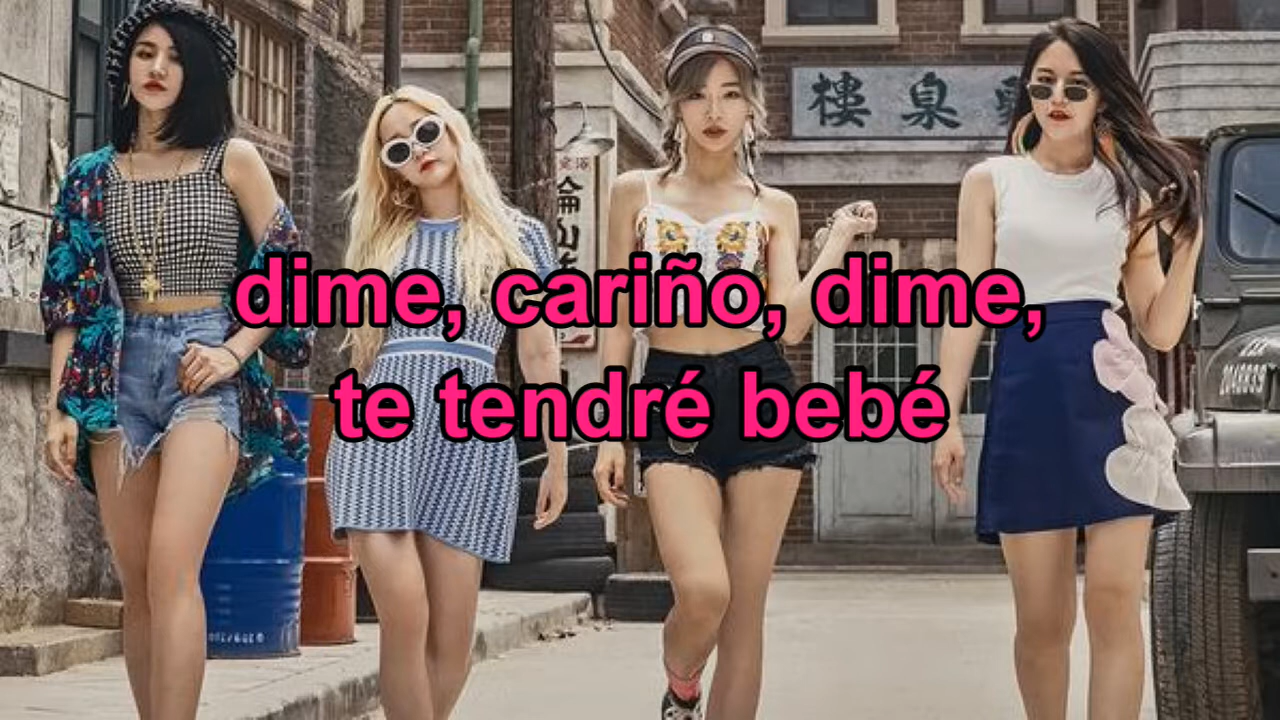 樓泉
dime, cariño, dime,
te tendré bebé